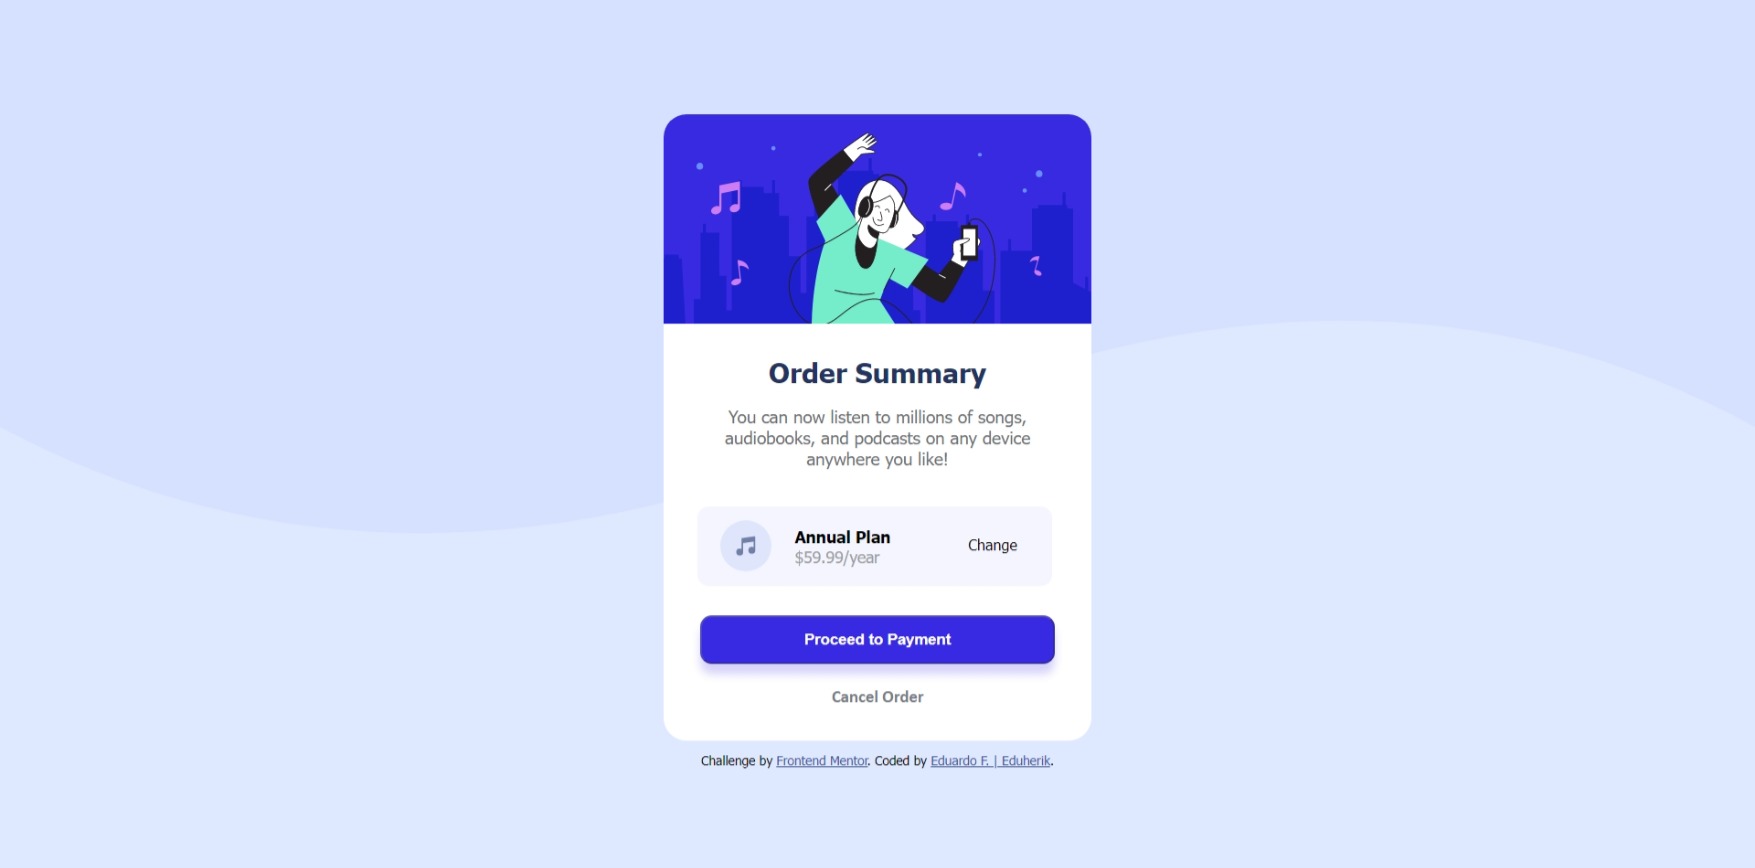 Order Summary
You can now listen to millions of songs,
audiobooks, and podcasts on any device
anywhere you like!
Annual Plan
$59.99/year
Change
Proceed to Payment
Cancel Order
Challenge by Frontend Mentor. Coded by Eduardo F. | Eduherik.